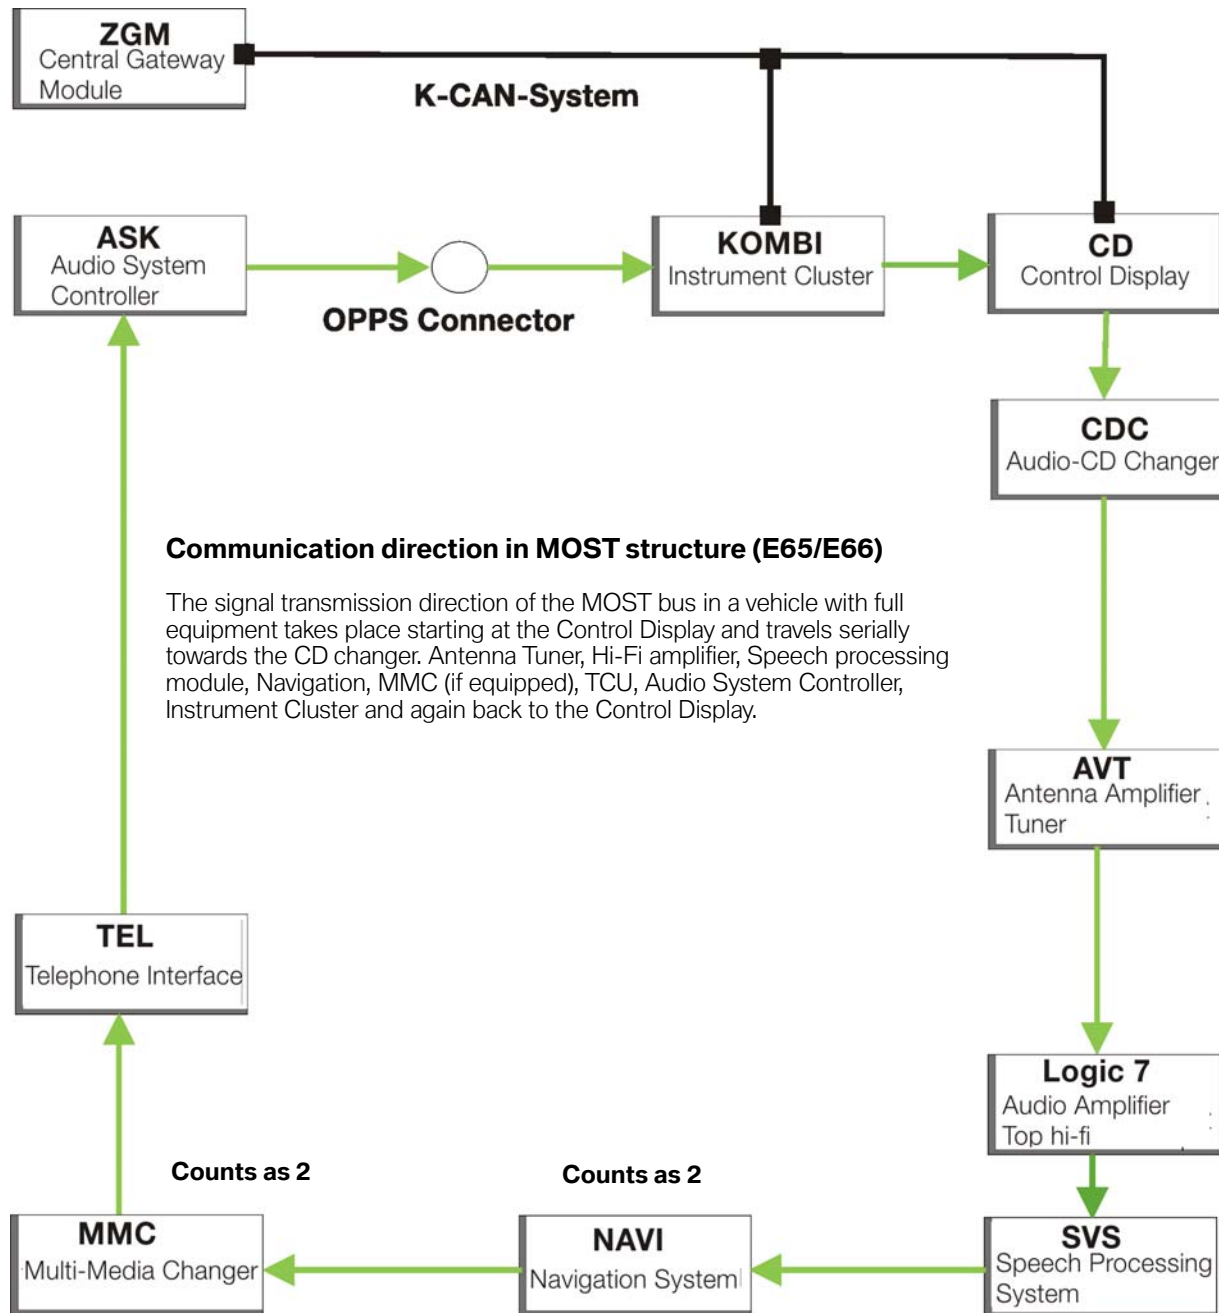 ZGM
Central Gateway
Module
K-CAN-System
ASK
Audio System
Controller
OPPS Connector
KOMBI
Instrument Cluster
CD
Control Display
CDC
Audio-CD Changer
Communication direction in MOST structure (E65/E66)
The signal transmission direction of the MOST bus in a vehicle with full
equipment takes place starting at the Control Display and travels serially
towards the CD changer. Antenna Tuner, Hi-Fi amplifier, Speech processing
module, Navigation, MMC (if equipped), TCU, Audio System Controller,
Instrument Cluster and again back to the Control Display.
AVT
Antenna Amplifier
Tuner
TEL
Telephone Interface
Logic 7
Audio Amplifier
Top hi-fi
Counts as 2
Counts as 2
MMC
Multi-Media Changer
NAVI
Navigation System
SVS
Speech Processing
System